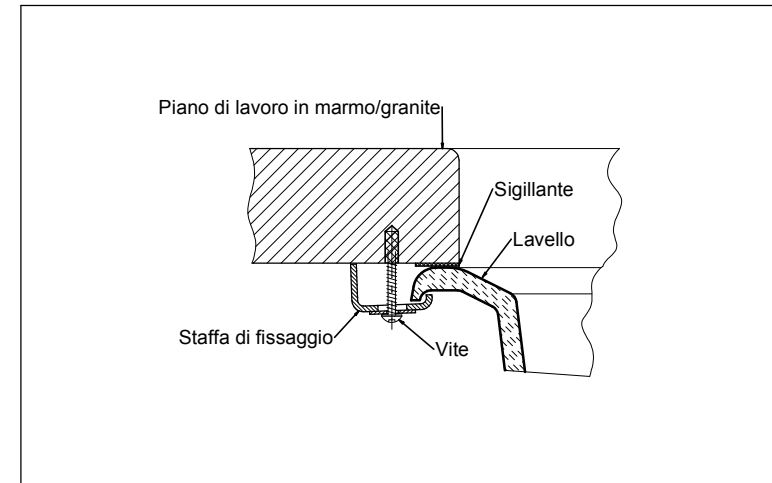 Piano di lavoro in marmo/granite
Sigillante
Lavello
Staffa di fissaggio
Vite